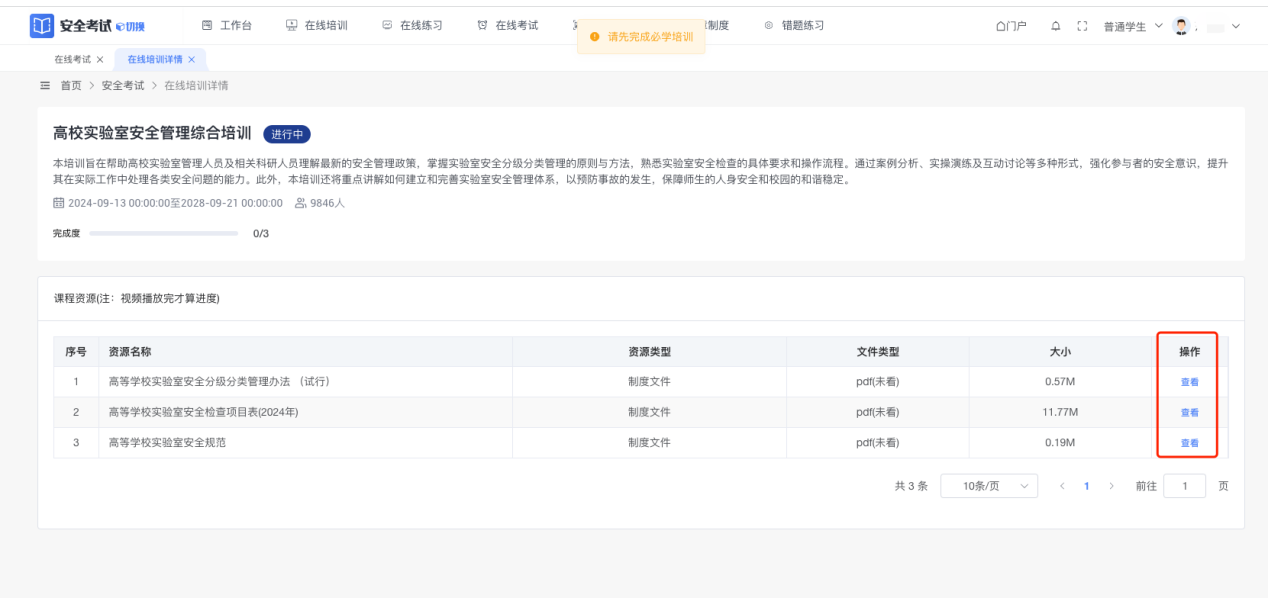 安全考试 切换 工作台 在线培训 在线练习 在线考试 制度 错题练习 门户 普通学生
请先完成必学培训
在线考试 × 在线培训详情 ×
首页 > 安全考试 > 在线培训详情
高校实验室安全管理综合培训 进行中
本培训旨在帮助高校实验室管理人员及相关科研人员理解最新的安全管理政策，掌握实验室安全分级分类管理的原则与方法，熟悉实验室安全检查的具体要求和操作流程。通过案例分析、实操演练及互动讨论等多种形式，强化参与者的安全意识，提升
其在实际工作中处理各类安全问题的能力。此外，本培训还将重点讲解如何建立和完善实验室安全管理体系，以预防事故的发生，保障师生的人身安全和校园的和谐稳定。
2024-09-13 00:00:00至2028-09-21 00:00:00 9846人
完成度 0/3
课程资源(注：视频播放完才算进度)
序号 资源名称 资源类型 文件类型 大小 操作
1 高等学校实验室安全分级分类管理办法 （试行） 制度文件 pdf(未看) 0.57M 查看
2 高等学校实验室安全检查项目表(2024年) 制度文件 pdf(未看) 11.77M 查看
3 高等学校实验室安全规范 制度文件 pdf(未看) 0.19M 查看
共 3 条 10条/页 < 1 > 前往 1 页